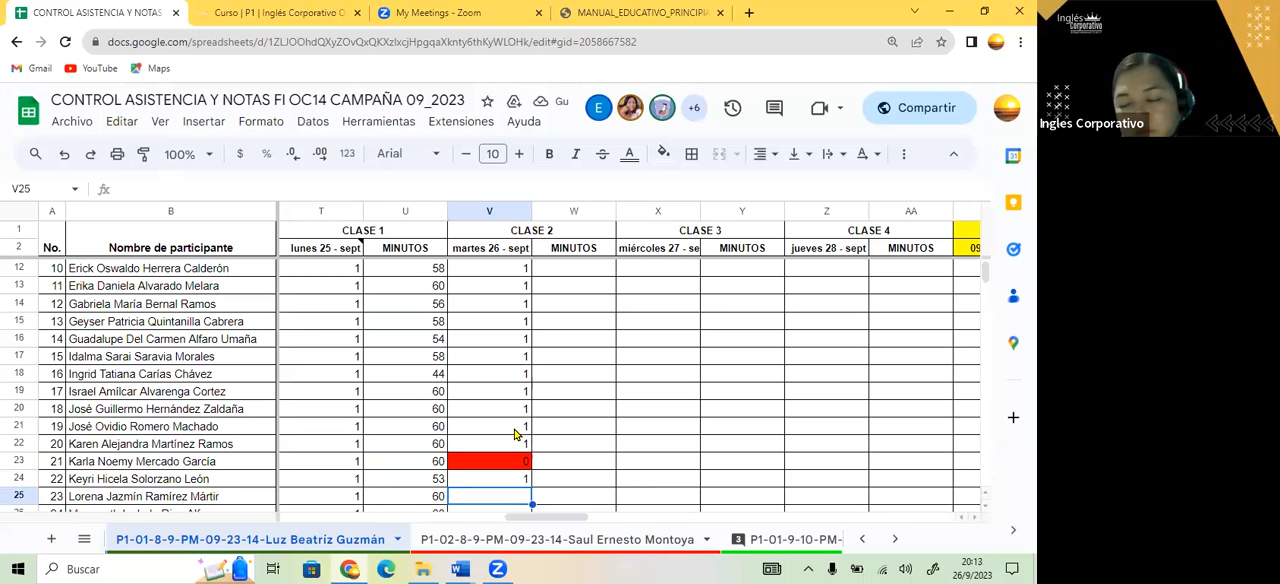 CONTROL ASISTENCIA Y NOTAS
Curso | P1 | Inglés Corporativo O
My Meetings - Zoom
MANUAL_EDUCATIVO_PRINCIPIA
docs.google.com/spreadsheets/d/1ZLJOOhdQXyZOvQxQKXzlxcjHpgqaXknty6thKyWLOHk/edit#gid=2058667582
Gmail YouTube Maps
CONTROL ASISTENCIA Y NOTAS FI OC14 CAMPAÑA 09_2023 Gu
E +6 Compartir
Archivo Editar Ver Insertar Formato Datos Herramientas Extensiones Ayuda
100% $ % .0 .00 123 Arial 10 B I A
V25 fx
A B T U V W X Y Z AA
1 CLASE 1 CLASE 2 CLASE 3 CLASE 4
2 No. Nombre de participante lunes 25 - sept MINUTOS martes 26 - sept MINUTOS miércoles 27 - se MINUTOS jueves 28 - sept MINUTOS 09
12 10 Erick Oswaldo Herrera Calderón 1 58 1
13 11 Erika Daniela Alvarado Melara 1 60 1
14 12 Gabriela María Bernal Ramos 1 56 1
15 13 Geyser Patricia Quintanilla Cabrera 1 58 1
16 14 Guadalupe Del Carmen Alfaro Umaña 1 54 1
17 15 Idalma Sarai Saravia Morales 1 58 1
18 16 Ingrid Tatiana Carías Chávez 1 44 1
19 17 Israel Amílcar Alvarenga Cortez 1 60 1
20 18 José Guillermo Hernández Zaldaña 1 60 1
21 19 José Ovidio Romero Machado 1 60 1
22 20 Karen Alejandra Martínez Ramos 1 60 1
23 21 Karla Noemy Mercado García 1 60 0
24 22 Keyri Hicela Solorzano León 1 53 1
25 23 Lorena Jazmín Ramírez Mártir 1 60
P1-01-8-9-PM-09-23-14-Luz Beatriz Guzmán P1-02-8-9-PM-09-23-14-Saul Ernesto Montoya 3 P1-01-9-10-PM-
Buscar
20:13
26/9/2023
Inglés
Corporativo
Ingles Corporativo